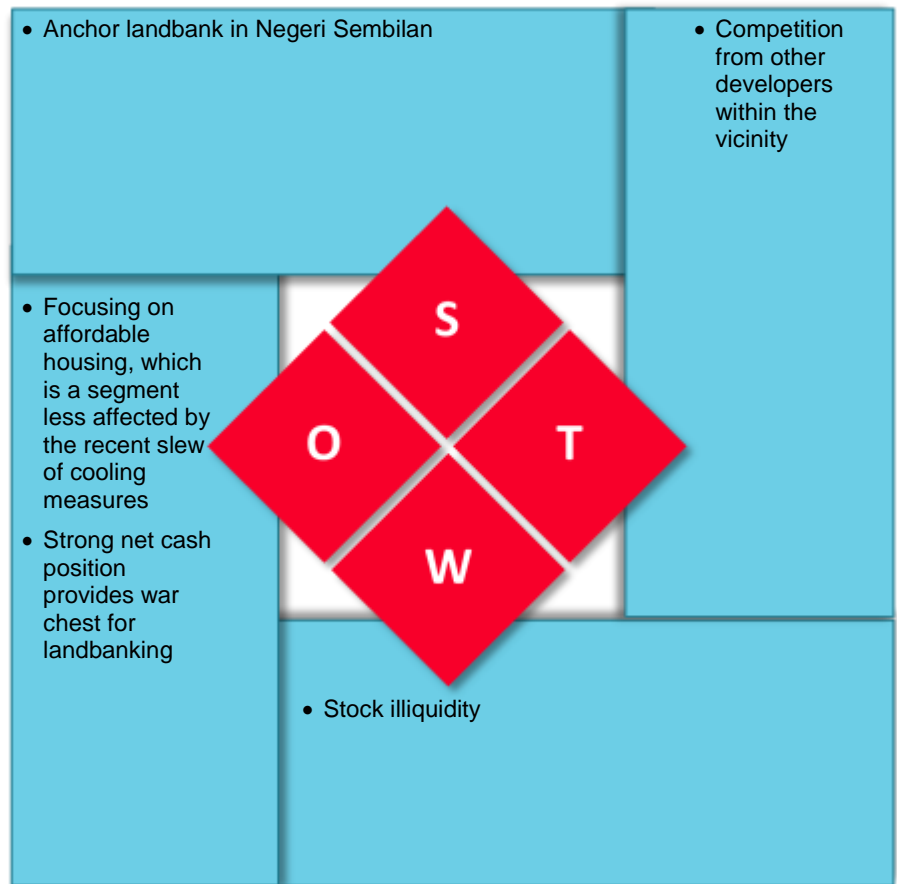 • Anchor landbank in Negeri Sembilan
• Competition
from other
developers
within the
vicinity
• Focusing on
affordable
housing, which
is a segment
less affected by
the recent slew
of cooling
measures
• Strong net cash
position
provides war
chest for
landbanking
S
O
T
W
• Stock illiquidity